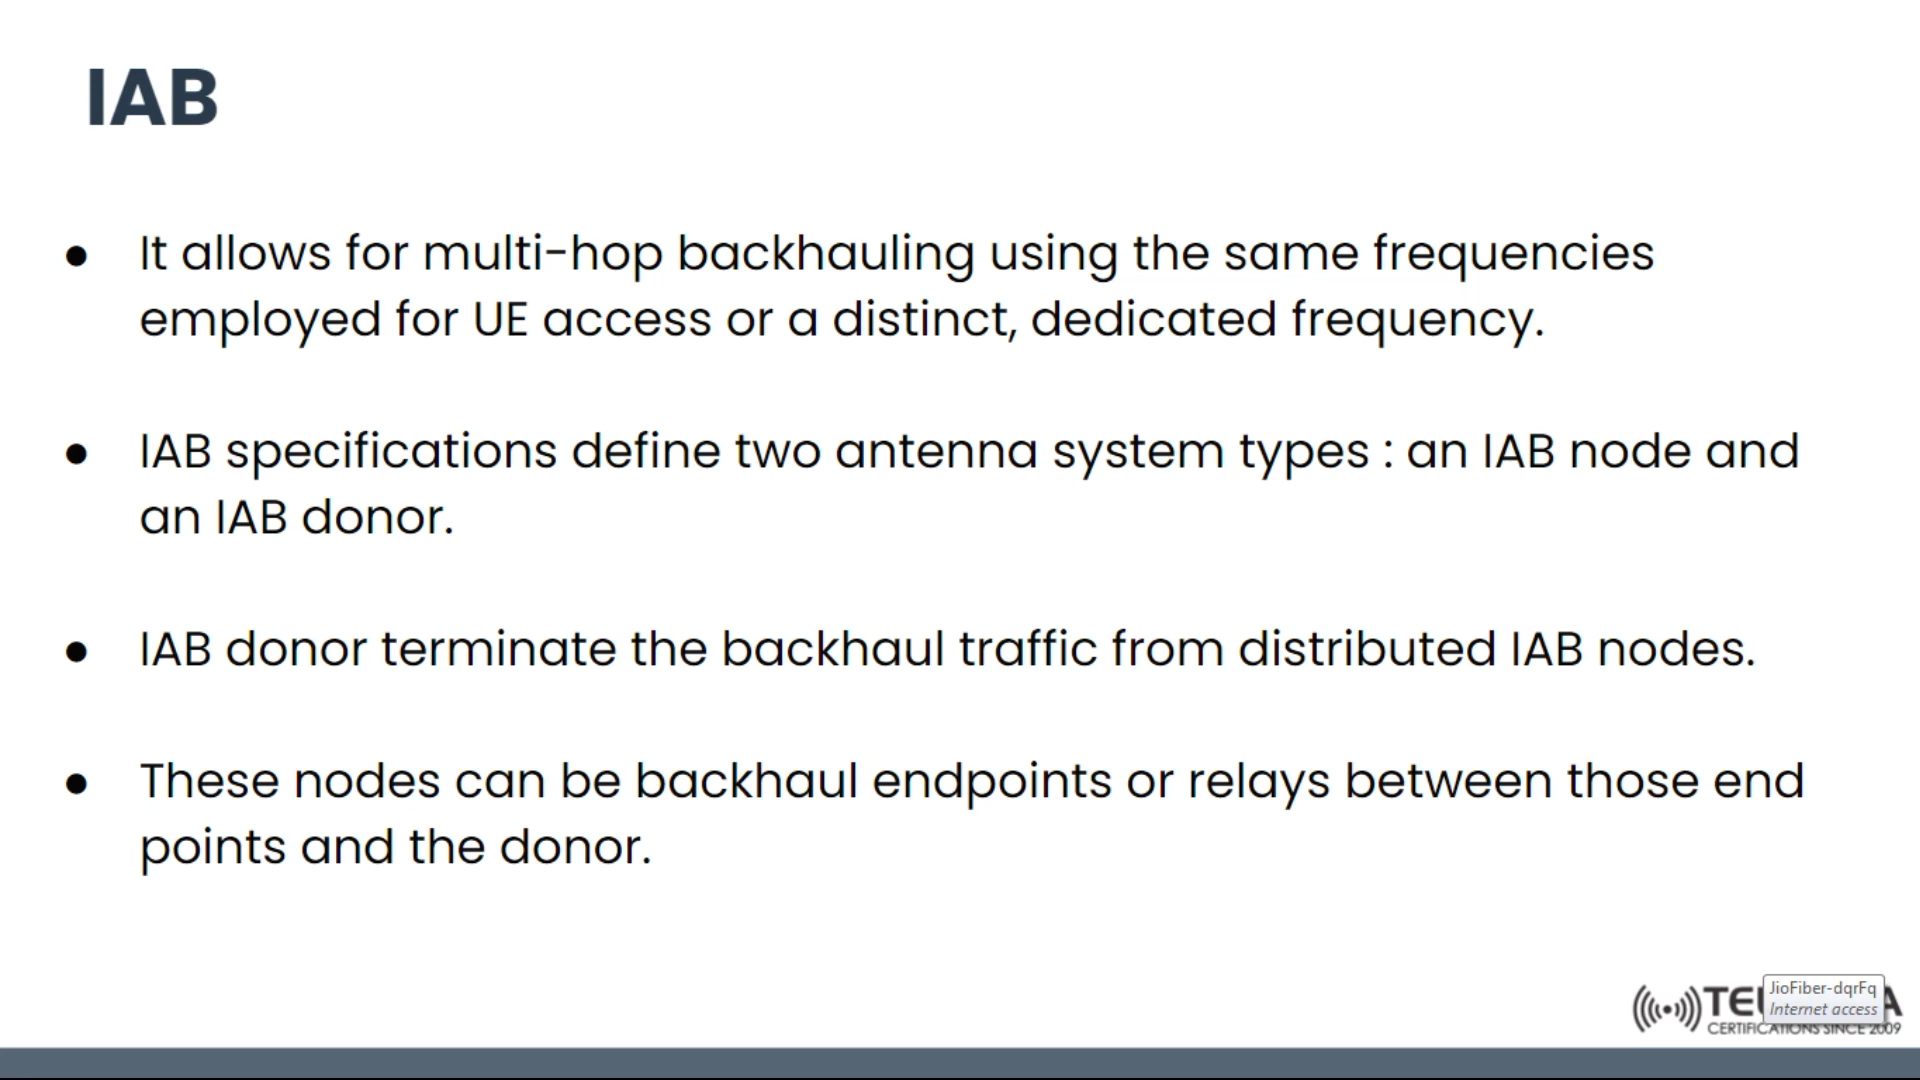 IAB
● It allows for multi-hop backhauling using the same frequencies
employed for UE access or a distinct, dedicated frequency.
● IAB specifications define two antenna system types : an IAB node and
an IAB donor.
● IAB donor terminate the backhaul traffic from distributed IAB nodes.
● These nodes can be backhaul endpoints or relays between those end
points and the donor.
JioFiber-dqrFq
Internet access
CERTIFICATIONS SINCE 2009